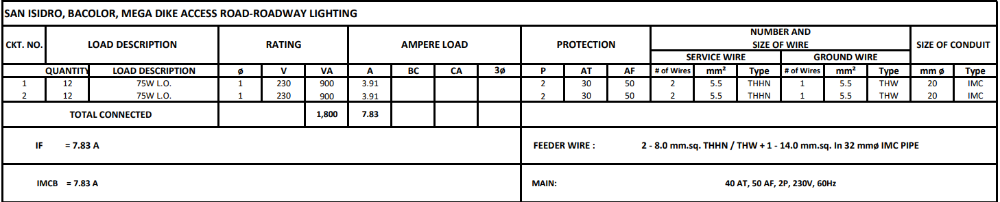 SAN ISIDRO, BACOLOR, MEGA DIKE ACCESS ROAD-ROADWAY LIGHTING
CKT. NO. LOAD DESCRIPTION RATING AMPERE LOAD PROTECTION NUMBER AND SIZE OF CONDUIT
SIZE OF WIRE
SERVICE WIRE GROUND WIRE
QUANTITY LOAD DESCRIPTION ø V VA A BC CA 3ø P AT AF # of Wires mm² Type # of Wires mm² Type mm ø Type
1 12 75W L.O. 1 230 900 3.91 2 30 50 2 5.5 THHN 1 5.5 THW 20 IMC
2 12 75W L.O. 1 230 900 3.91 2 30 50 2 5.5 THHN 1 5.5 THW 20 IMC
TOTAL CONNECTED 1,800 7.83
IF = 7.83 A FEEDER WIRE : 2 - 8.0 mm.sq. THHN / THW + 1 - 14.0 mm.sq. In 32 mmø IMC PIPE
IMCB = 7.83 A MAIN: 40 AT, 50 AF, 2P, 230V, 60Hz